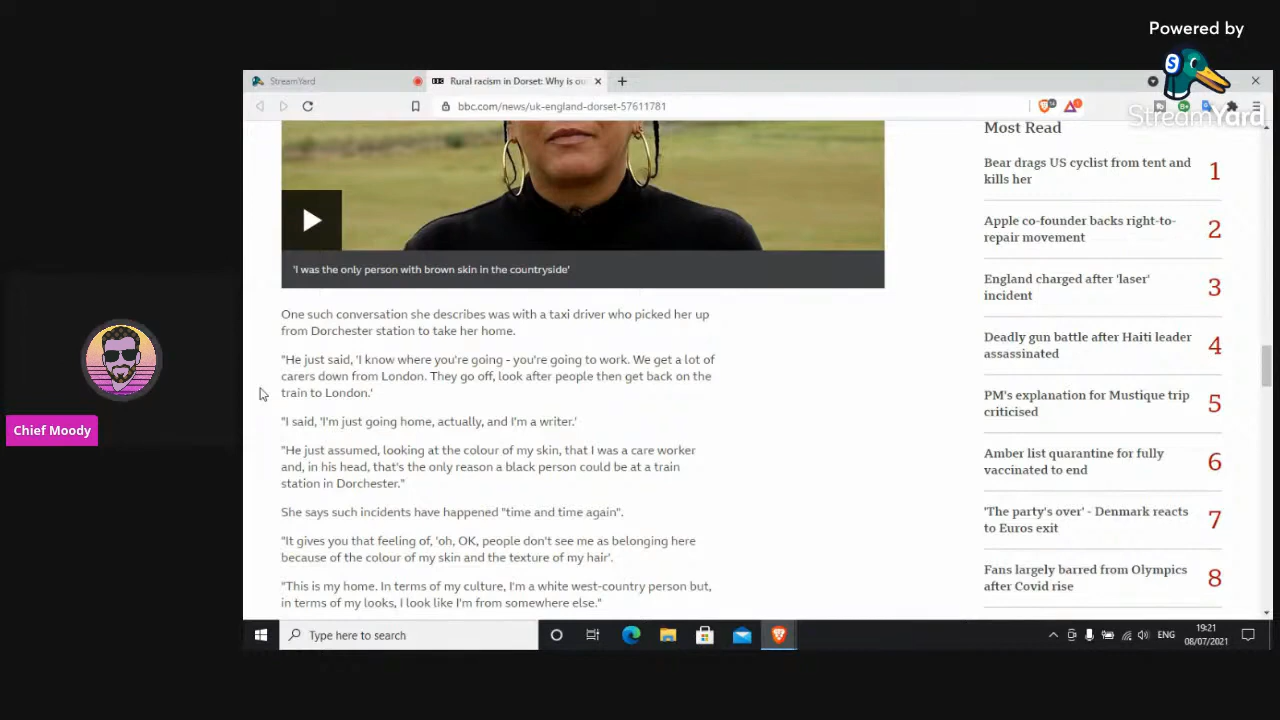 Powered by
StreamYard
StreamYard
BBC Rural racism in Dorset: Why is ou
bbc.com/news/uk-england-dorset-57611781
'I was the only person with brown skin in the countryside'
One such conversation she describes was with a taxi driver who picked her up
from Dorchester station to take her home.
"He just said, 'I know where you're going - you're going to work. We get a lot of
carers down from London. They go off, look after people then get back on the
train to London.'
"I said, 'I'm just going home, actually, and I'm a writer.'
"He just assumed, looking at the colour of my skin, that I was a care worker
and, in his head, that's the only reason a black person could be at a train
station in Dorchester."
She says such incidents have happened "time and time again".
"It gives you that feeling of, 'oh, OK, people don't see me as belonging here
because of the colour of my skin and the texture of my hair'.
"This is my home. In terms of my culture, I'm a white west-country person but,
in terms of my looks, I look like I'm from somewhere else."
Most Read
Bear drags US cyclist from tent and
kills her
1
Apple co-founder backs right-to-
repair movement
2
England charged after 'laser'
incident
3
Deadly gun battle after Haiti leader
assassinated
4
PM's explanation for Mustique trip
criticised
5
Amber list quarantine for fully
vaccinated to end
6
'The party's over' - Denmark reacts
to Euros exit
7
Fans largely barred from Olympics
after Covid rise
8
Chief Moody
Type here to search
ENG
19:21
08/07/2021